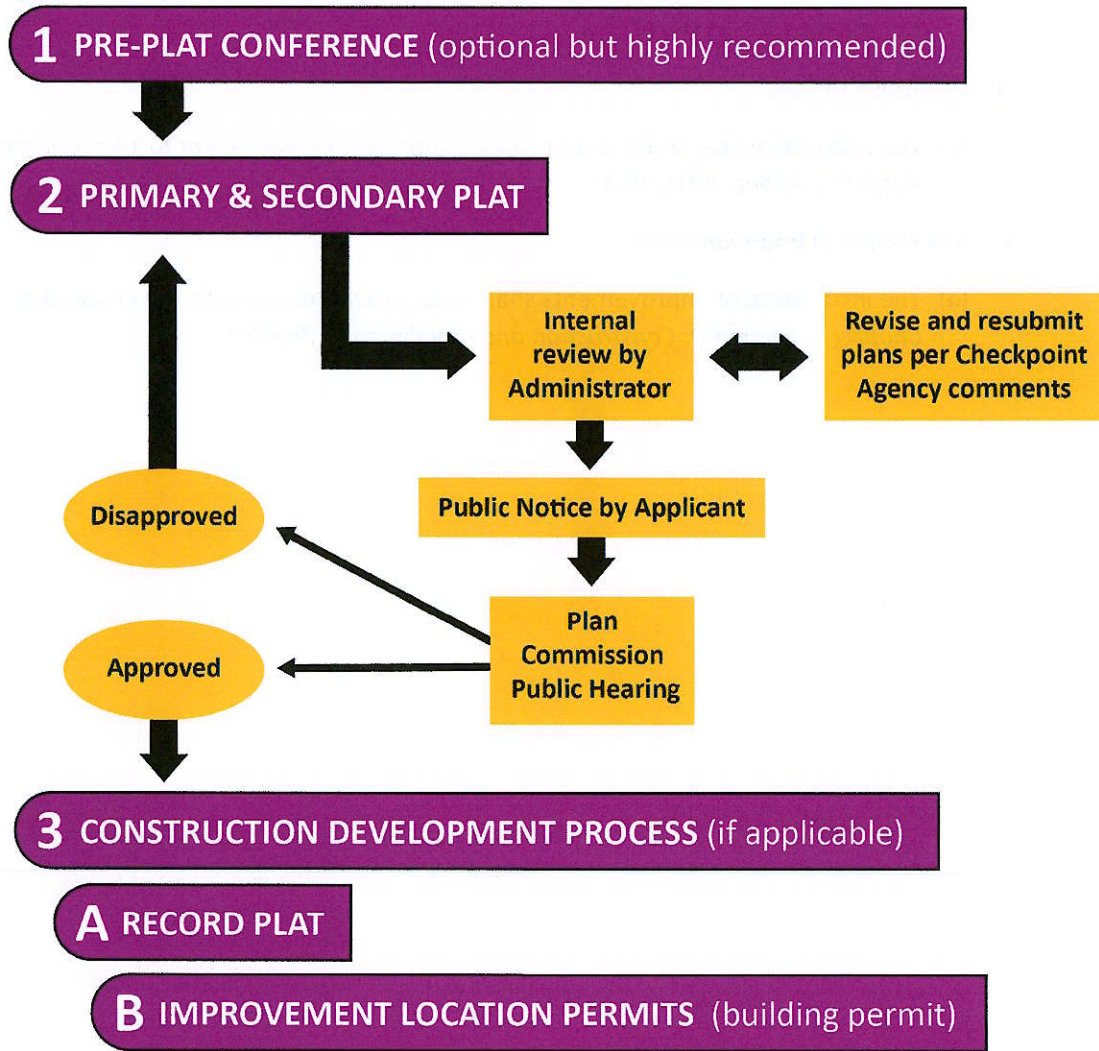 1 PRE-PLAT CONFERENCE (optional but highly recommended)
2 PRIMARY & SECONDARY PLAT
Internal
review by
Administrator
Revise and resubmit
plans per Checkpoint
Agency comments
Public Notice by Applicant
Disapproved
Plan
Commission
Public Hearing
Approved
3 CONSTRUCTION DEVELOPMENT PROCESS (if applicable)
A RECORD PLAT
B IMPROVEMENT LOCATION PERMITS (building permit)